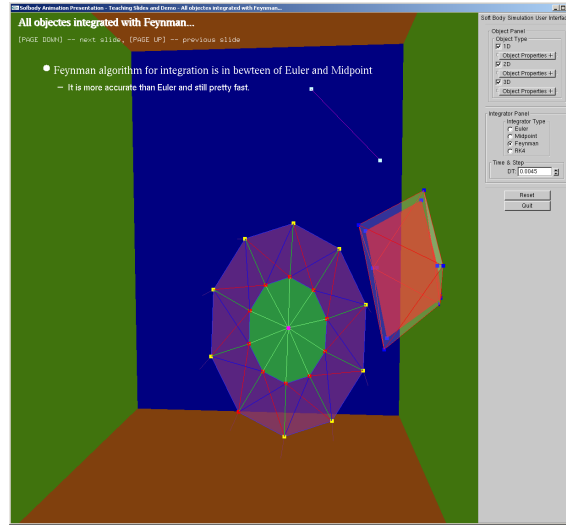 Sofbody Animation Presentation - Teaching Slides and Demo - All objectes integrated with Feynman...
All objectes integrated with Feynman...
[PAGE DOWN] -- next slide, [PAGE UP] -- previous slide
Feynman algorithm for integration is in bewteen of Euler and Midpoint
– It is more accurate than Euler and still pretty fast.
Soft Body Simulation User Interfac
Object Panel
Object Type
1D
Object Properties +
2D
Object Properties +
3D
Object Properties +
Integrator Panel
Integrator Type
Euler
Midpoint
Feynman
RK4
Time & Step
DT: 0.0045
Reset
Quit